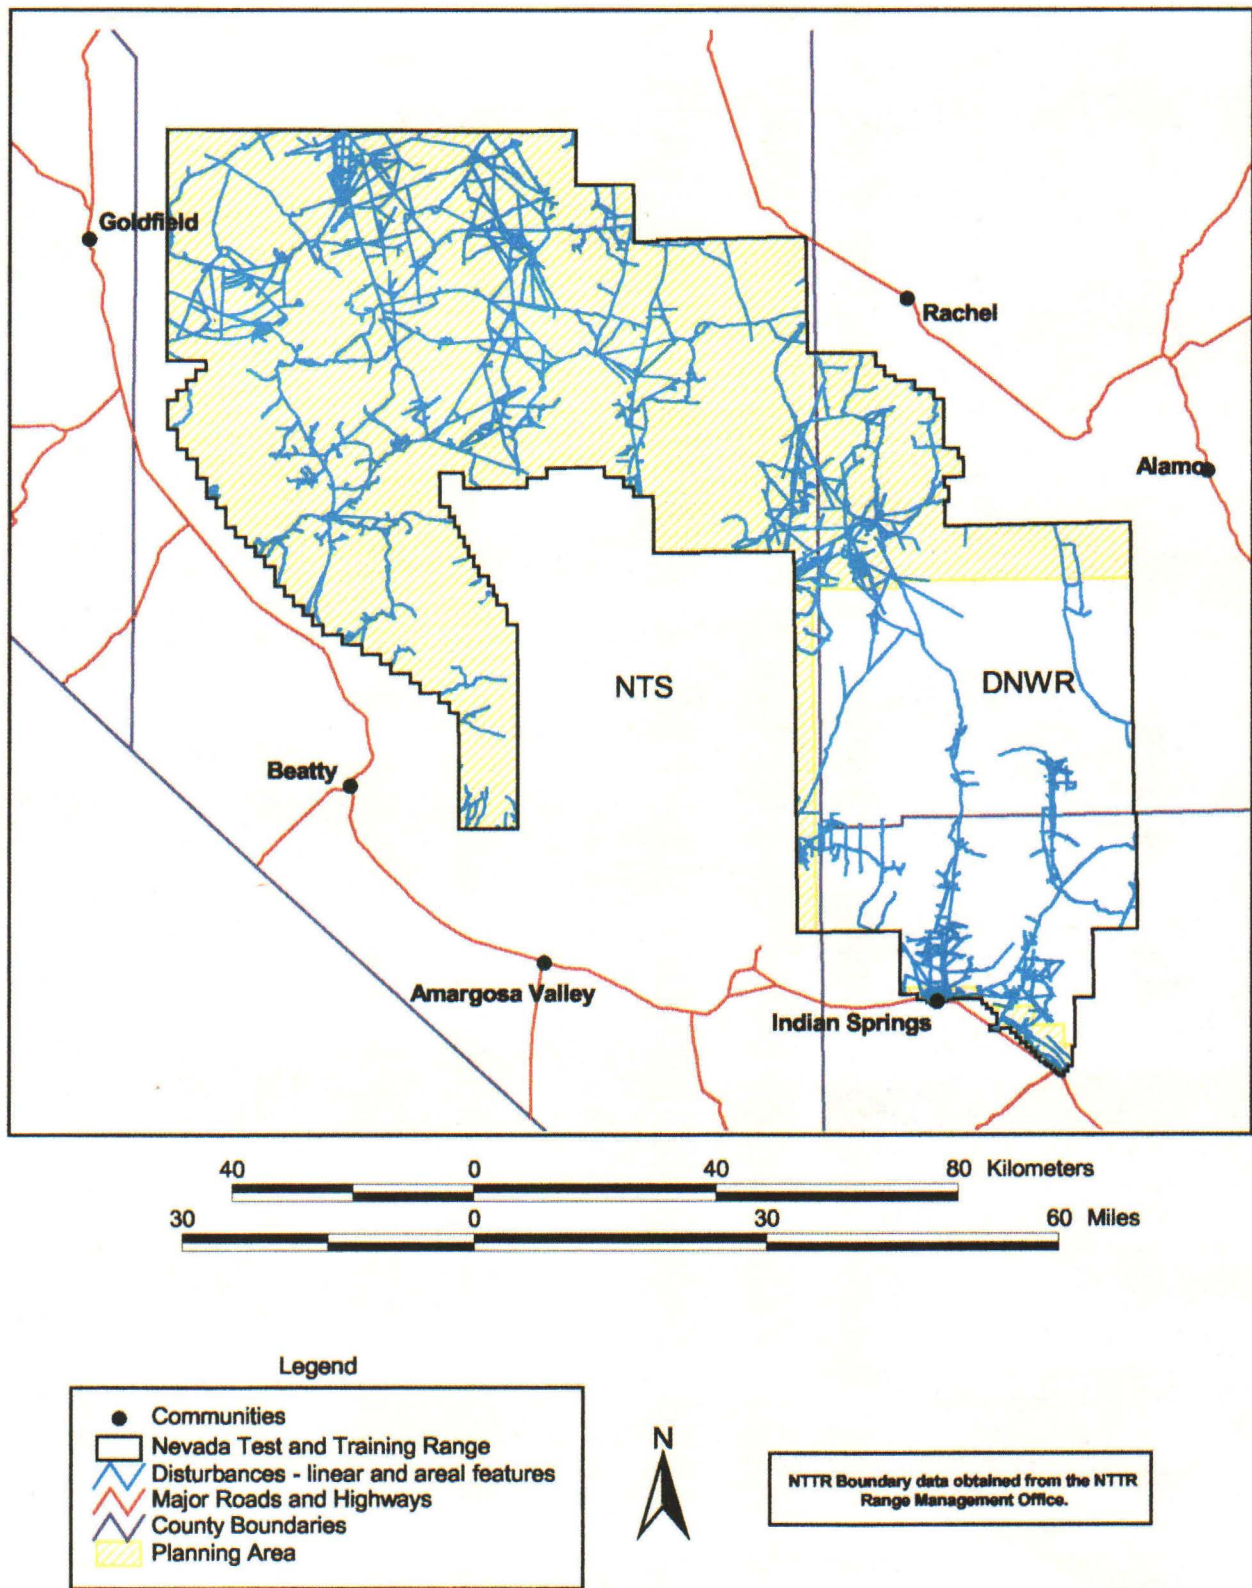 Goldfield
Rachel
Alamo
NTS
DNWR
Beatty
Amargosa Valley
Indian Springs
40 0 40 80 Kilometers
30 0 30 60 Miles
Legend
Communities
Nevada Test and Training Range
Disturbances - linear and areal features
Major Roads and Highways
County Boundaries
Planning Area
N
NTTR Boundary data obtained from the NTTR
Range Management Office.